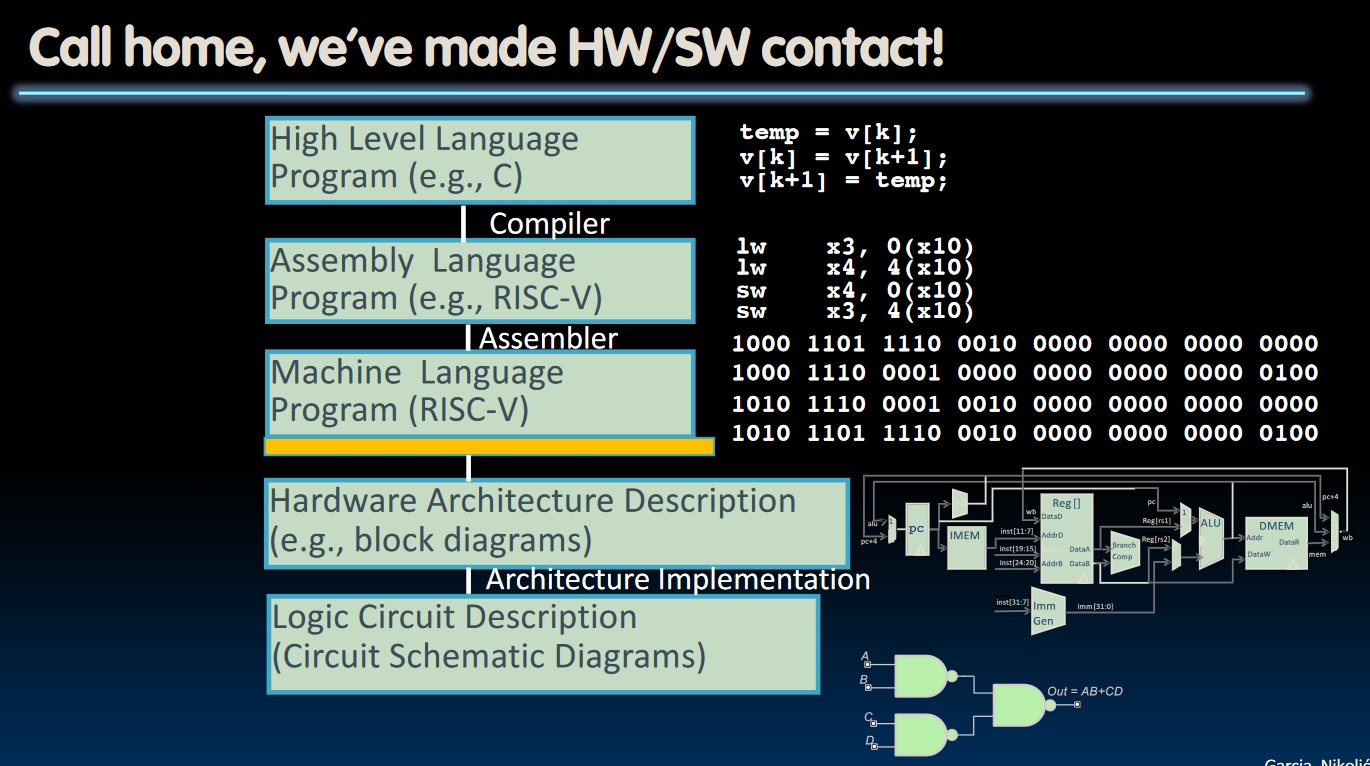 Call home, we've made HW/SW contact!
High Level Language
Program (e.g., C)
temp = v[k];
v[k] = v[k+1];
v[k+1] = temp;
Compiler
Assembly Language
Program (e.g., RISC-V)
lw x3, 0(x10)
lw x4, 4(x10)
sw x4, 0(x10)
sw x3, 4(x10)
Assembler
Machine Language
Program (RISC-V)
1000 1101 1110 0010 0000 0000 0000 0000
1000 1110 0001 0000 0000 0000 0000 0100
1010 1110 0001 0010 0000 0000 0000 0000
1010 1101 1110 0010 0000 0000 0000 0100
Hardware Architecture Description
(e.g., block diagrams)
alu
pc+4
1
pc
IMEM
inst[11:7]
inst[19:15]
inst[24:20]
inst[31:7]
Imm
Gen
imm[31:0]
wb
Reg []
DataD
AddrD
AddrB
DataA
DataB
Branch
Comp
pc
Reg[rs1]
Reg[rs2]
1
ALU
DMEM
Addr
DataR
DataW
pc+4
alu
mem
wb
Architecture Implementation
Logic Circuit Description
(Circuit Schematic Diagrams)
A
B
C
D
Out = AB+CD
Garcia,